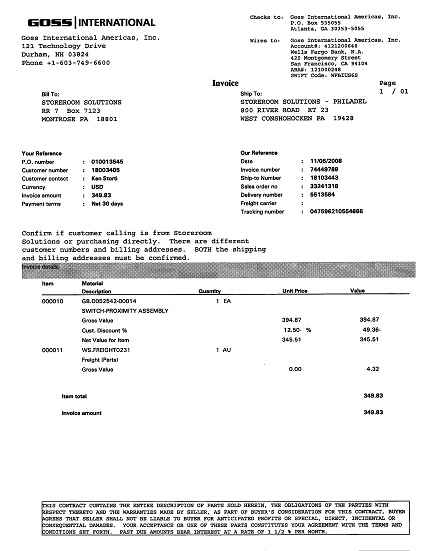 GOSS INTERNATIONAL
Goss International Americas, Inc.
121 Technology Drive
Durham, NH 03824
Phone +1-603-749-6600
Checks to: Goss International Americas, Inc.
P.O. Box 535055
Atlanta, GA 30353-5055
Wires to: Goss International Americas, Inc.
Account#: 4121200648
Wells Fargo Bank, N.A.
420 Montgomery Street
San Francisco, CA 94104
ABA#: 121000248
SWIFT Code: WFBIUS6S
Invoice
Page
1 / 01
Bill To:
STOREROOM SOLUTIONS
RR 7 Box 7123
MONTROSE PA 18801
Ship To:
STOREROOM SOLUTIONS - PHILADEL
800 RIVER ROAD RT 23
WEST CONSHOHOCKEN PA 19428
Your Reference
P.O. number : 010013545
Customer number : 18003405
Customer contact : Ken Storti
Currency : USD
Invoice amount : 349.83
Payment terms : Net 30 days
Our Reference
Date : 11/05/2008
Invoice number : 74449788
Ship-to Number : 18103443
Sales order no : 33241318
Delivery number : 5513584
Freight carrier :
Tracking number : 047596210554866
Confirm if customer calling is from Storeroom
Solutions or purchasing directly. There are different
customer numbers and billing addresses. BOTH the shipping
and billing addresses must be confirmed.
Invoice details
Item Material
Description Quantity Unit Price Value
000010 GB.D052642-00014 1 EA
SWITCH-PROXIMITY ASSEMBLY
Gross Value 394.87 394.87
Cust. Discount % 12.50- % 49.36-
Net Value for Item 345.51 345.51
000011 WS.FREIGHT0231 1 AU
Freight (Parts)
Gross Value 0.00 4.32
Item total 349.83
Invoice amount 349.83
THIS CONTRACT CONTAINS THE ENTIRE DESCRIPTION OF PARTS SOLD HEREIN, THE OBLIGATIONS OF THE PARTIES WITH
RESPECT THERETO AND THE WARRANTIES MADE BY SELLER, AS PART OF BUYER'S CONSIDERATION FOR THIS CONTRACT, BUYER
AGREES THAT SELLER SHALL NOT BE LIABLE TO BUYER FOR ANTICIPATED PROFITS OR SPECIAL, DIRECT, INCIDENTAL OR
CONSEQUENTIAL DAMAGES. YOUR ACCEPTANCE OR USE OF THESE PARTS CONSTITUTES YOUR AGREEMENT WITH THE TERMS AND
CONDITIONS SET FORTH. PAST DUE AMOUNTS BEAR INTEREST AT A RATE OF 1 1/2 % PER MONTH.